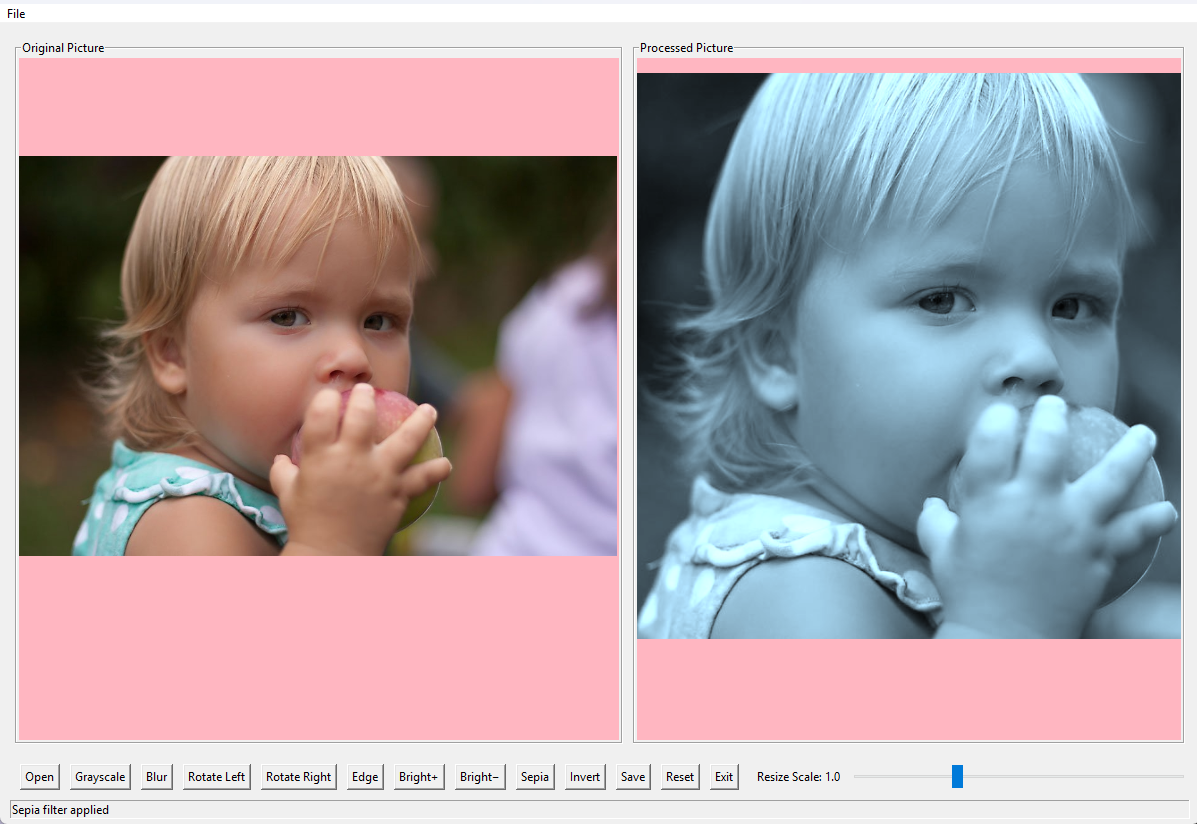 File
Original Picture
Processed Picture
Open Grayscale Blur Rotate Left Rotate Right Edge Bright+ Bright− Sepia Invert Save Reset Exit Resize Scale: 1.0
Sepia filter applied